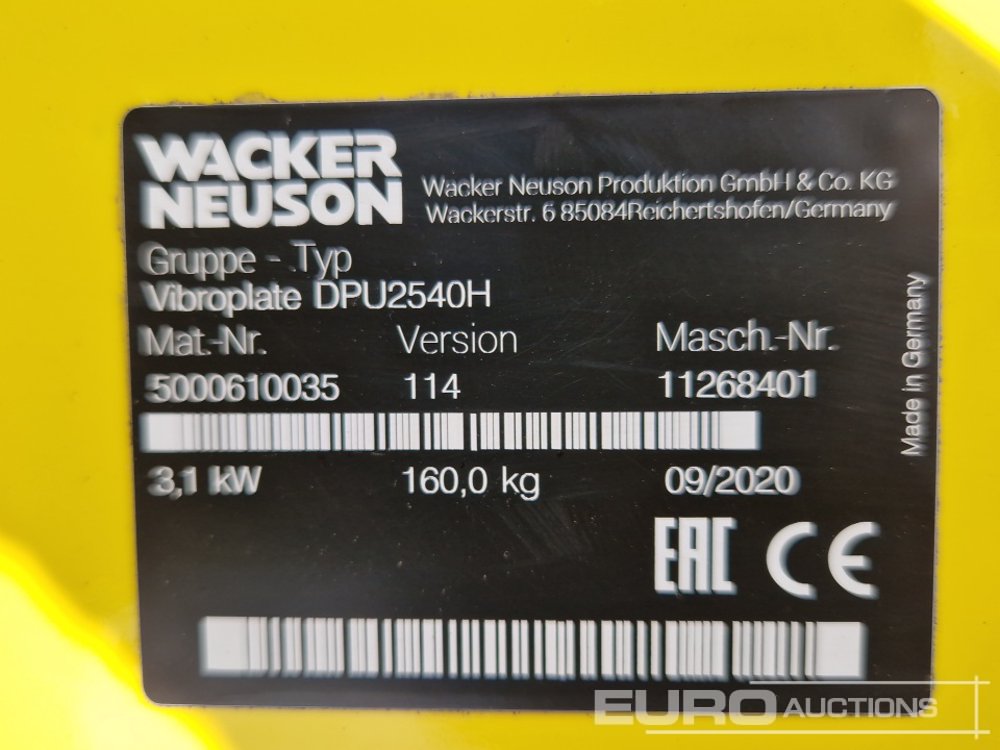 WACKER
NEUSON
Wacker Neuson Produktion GmbH & Co. KG
Wackerstr. 6 85084Reichertshofen/Germany
Gruppe - Typ
Vibroplate DPU2540H
Mat.-Nr. Version Masch.-Nr.
5000610035 114 11268401
3,1 kW 160,0 kg 09/2020
Made in Germany
EAC CE
EURO AUCTIONS